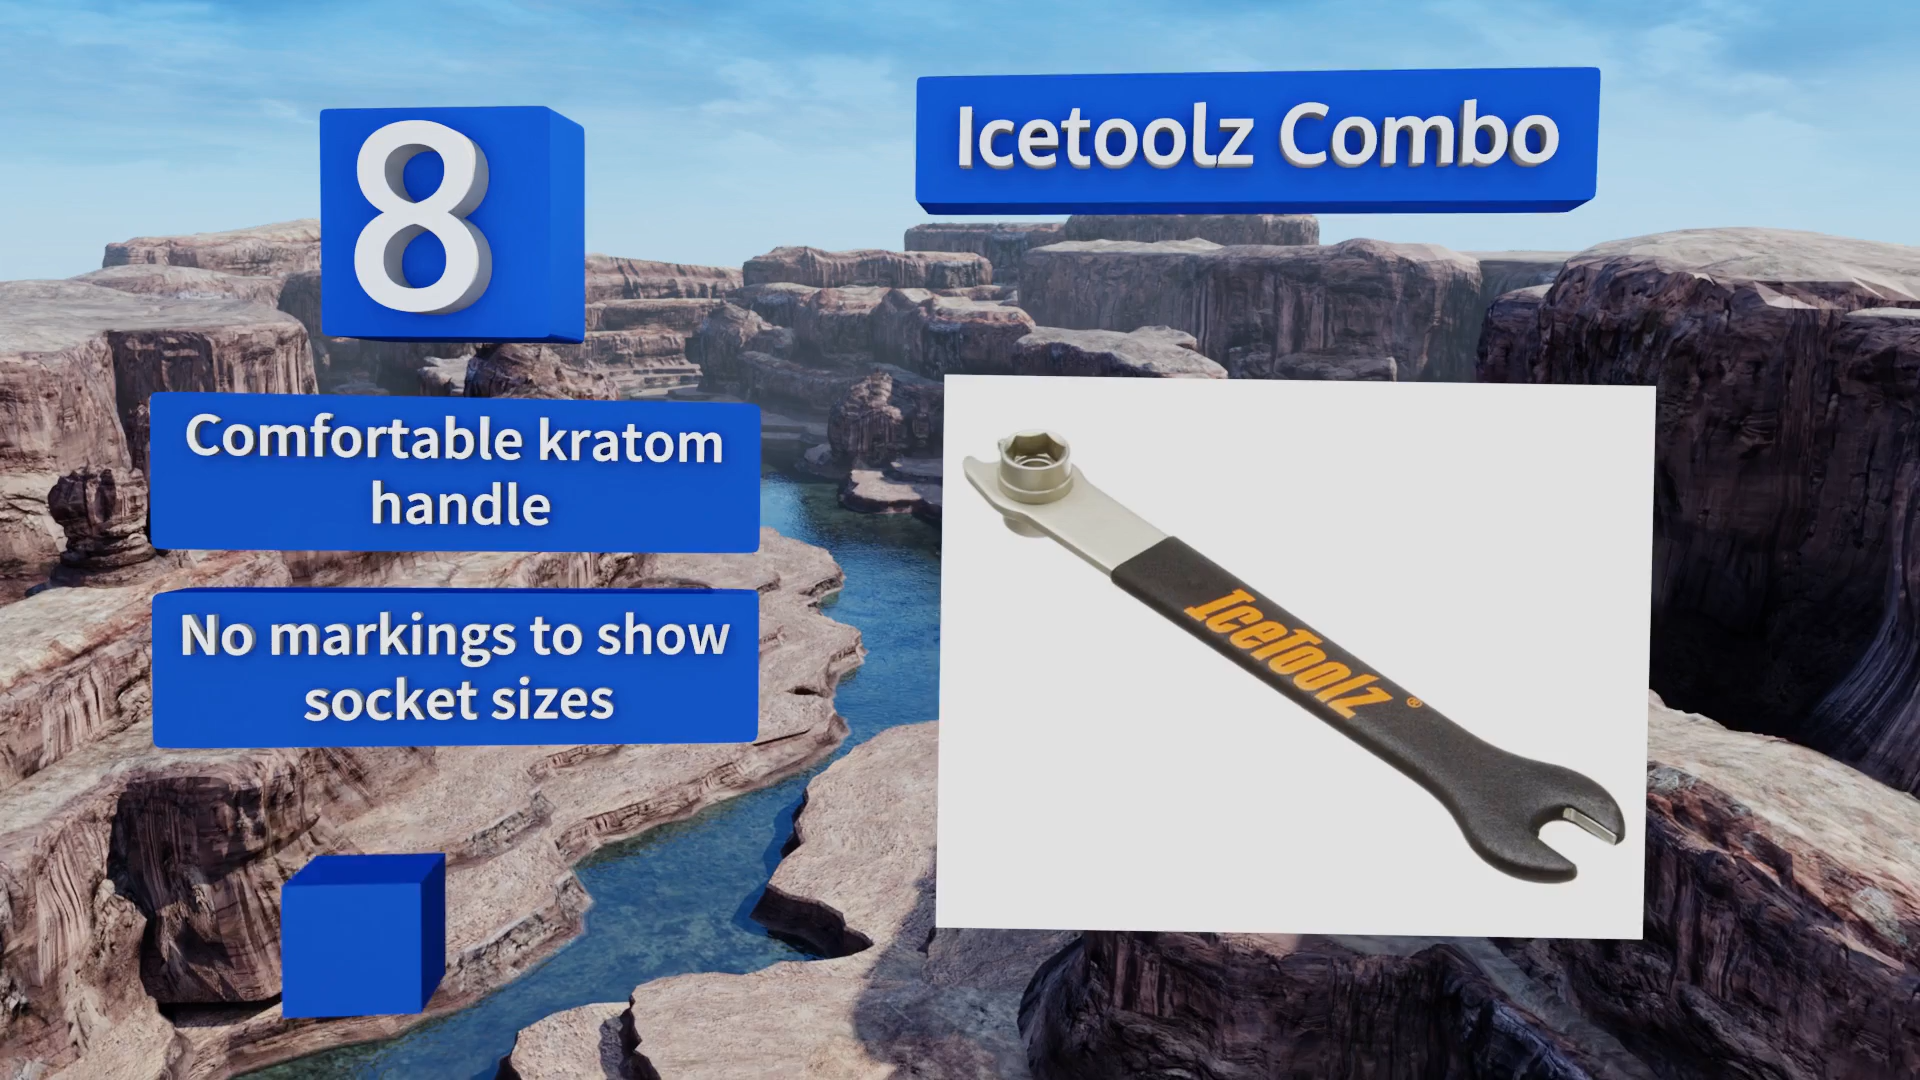 8
Icetoolz Combo
Comfortable kratom
handle
No markings to show
socket sizes
IceToolz ®